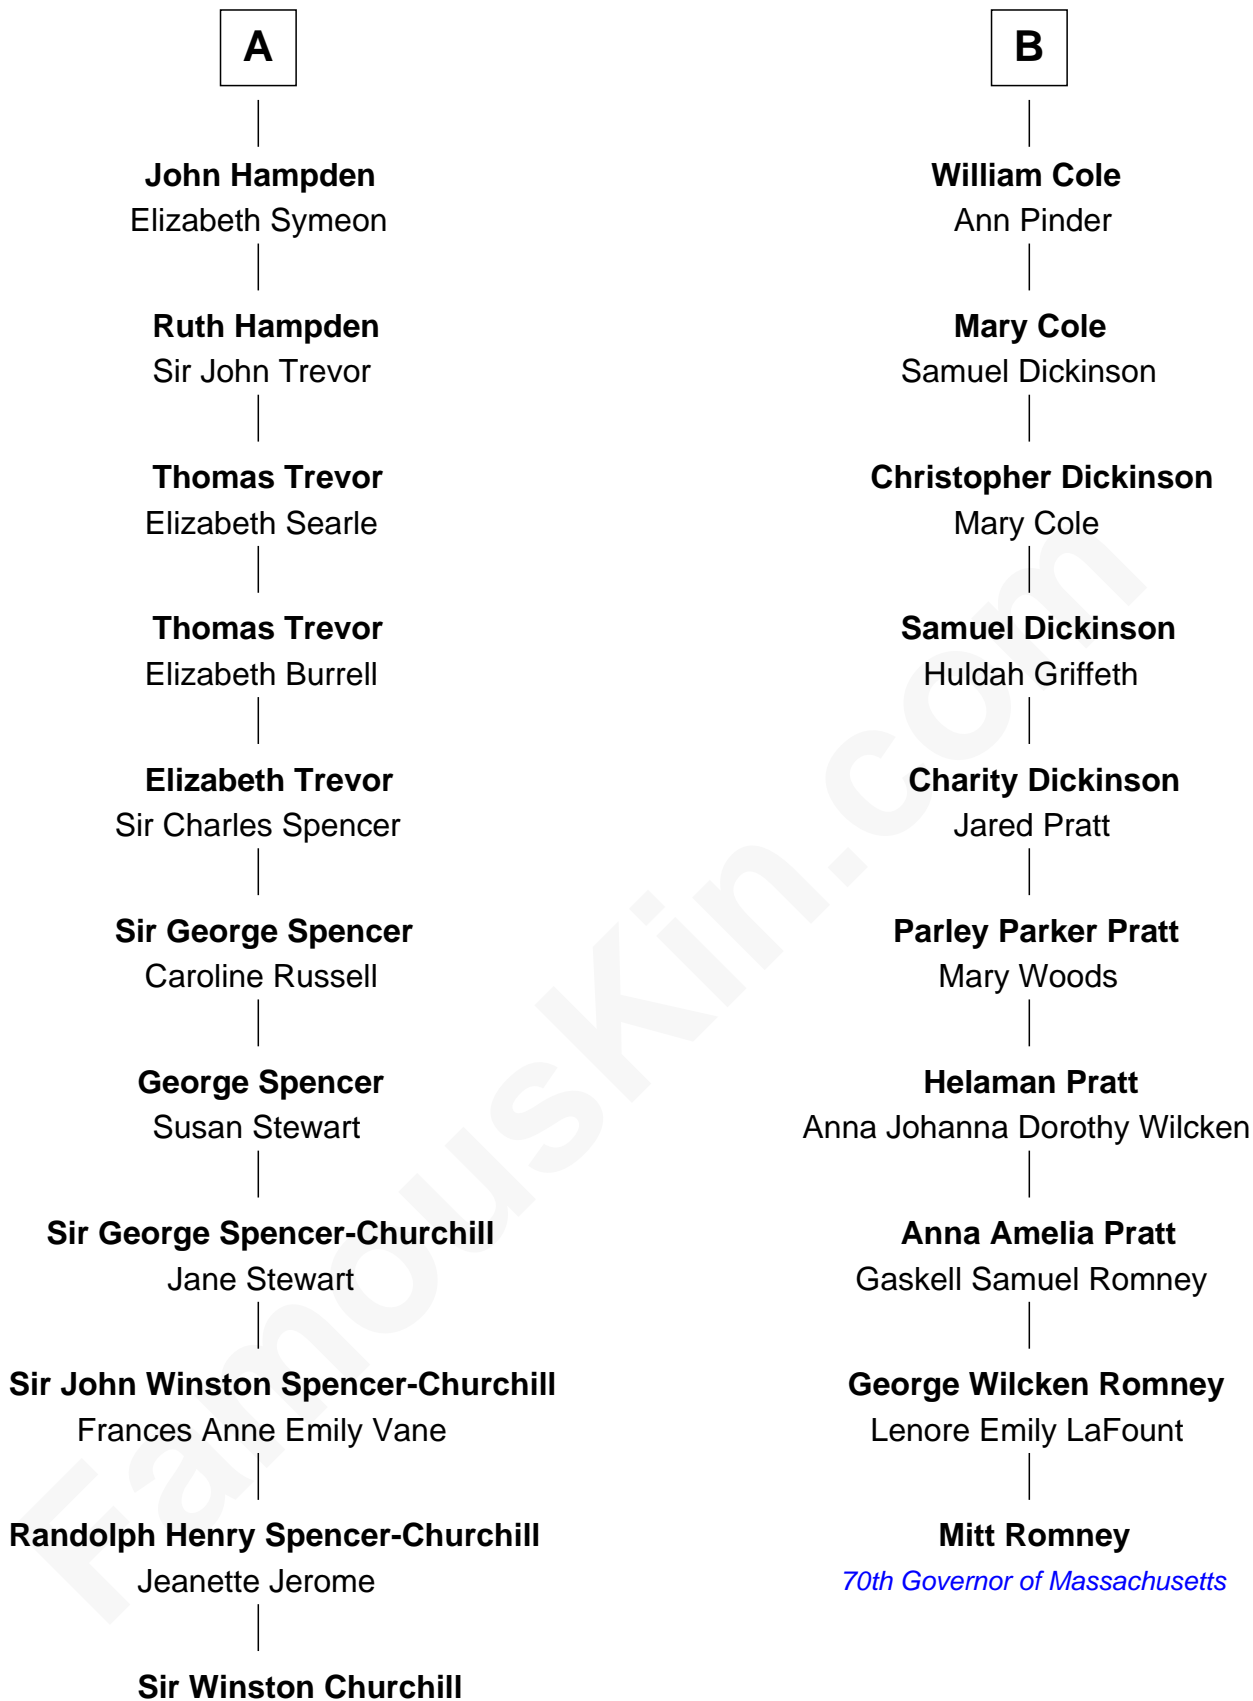 A
John Hampden
Elizabeth Symeon
Ruth Hampden
Sir John Trevor
Thomas Trevor
Elizabeth Searle
Thomas Trevor
Elizabeth Burrell
Elizabeth Trevor
Sir Charles Spencer
Sir George Spencer
Caroline Russell
George Spencer
Susan Stewart
Sir George Spencer-Churchill
Jane Stewart
Sir John Winston Spencer-Churchill
Frances Anne Emily Vane
Randolph Henry Spencer-Churchill
Jeanette Jerome
Sir Winston Churchill
B
William Cole
Ann Pinder
Mary Cole
Samuel Dickinson
Christopher Dickinson
Mary Cole
Samuel Dickinson
Huldah Griffeth
Charity Dickinson
Jared Pratt
Parley Parker Pratt
Mary Woods
Helaman Pratt
Anna Johanna Dorothy Wilcken
Anna Amelia Pratt
Gaskell Samuel Romney
George Wilcken Romney
Lenore Emily LaFount
Mitt Romney
70th Governor of Massachusetts
FamousKin.com